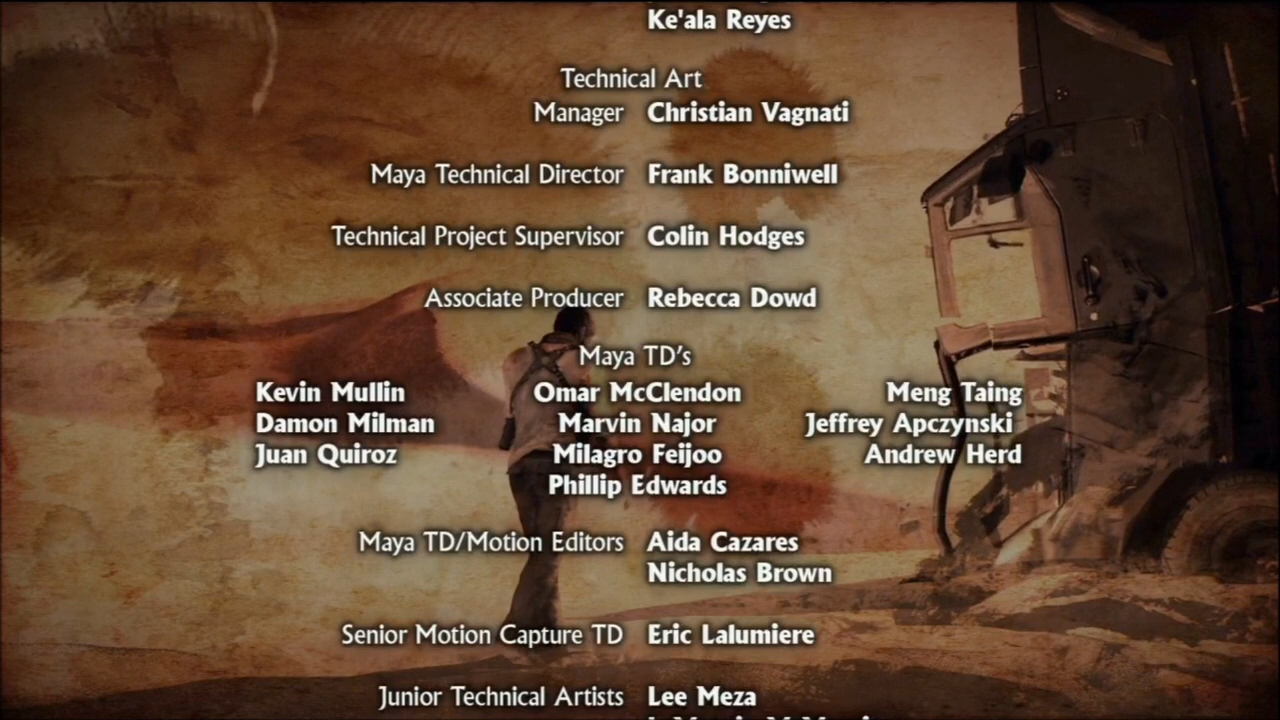 Ke'ala Reyes
Technical Art
Manager Christian Vagnati
Maya Technical Director Frank Bonniwell
Technical Project Supervisor Colin Hodges
Associate Producer Rebecca Dowd
Maya TD's
Kevin Mullin Omar McClendon Meng Taing
Damon Milman Marvin Najor Jeffrey Apczynski
Juan Quiroz Milagro Feijoo Andrew Herd
Phillip Edwards
Maya TD/Motion Editors Aida Cazares
Nicholas Brown
Senior Motion Capture TD Eric Lalumiere
Junior Technical Artists Lee Meza